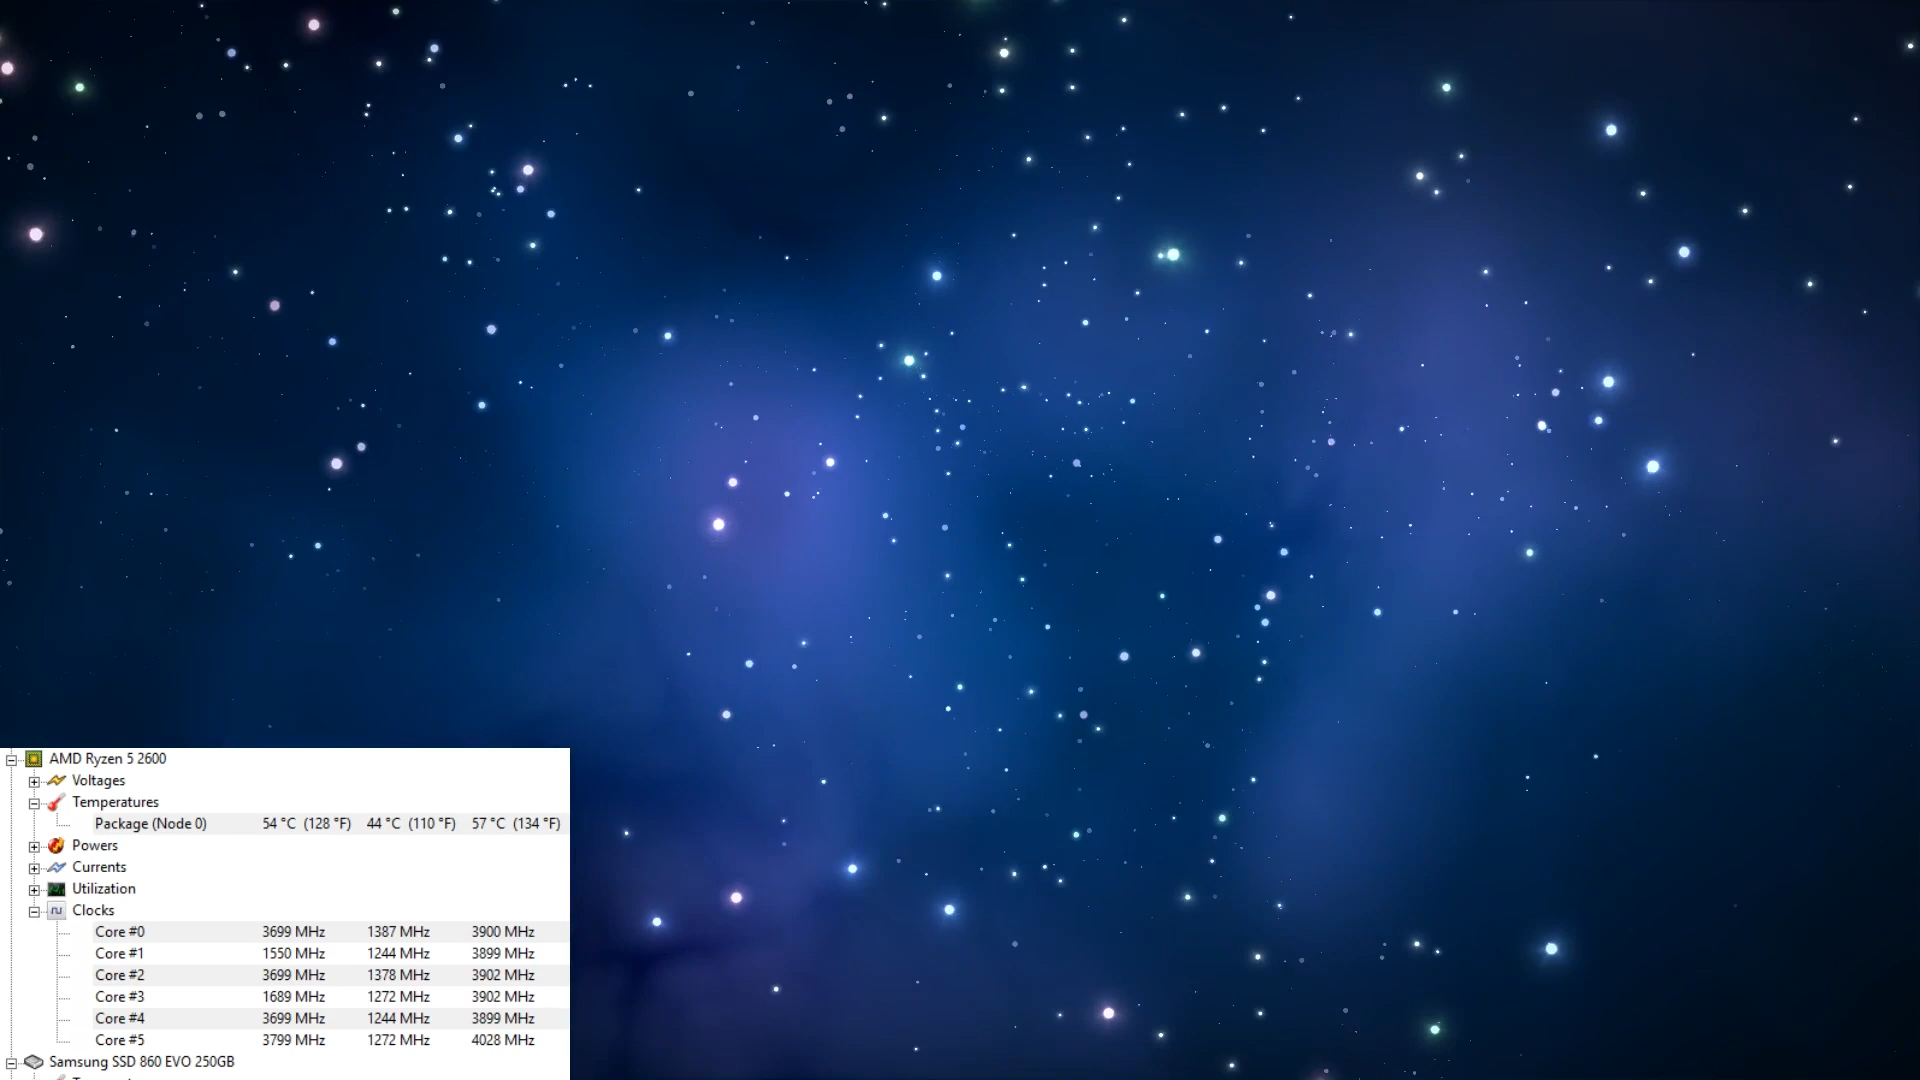 AMD Ryzen 5 2600
Voltages
Temperatures
Package (Node 0) 54 °C (128 °F) 44 °C (110 °F) 57 °C (134 °F)
Powers
Currents
Utilization
Clocks
Core #0 3699 MHz 1387 MHz 3900 MHz
Core #1 1550 MHz 1244 MHz 3899 MHz
Core #2 3699 MHz 1378 MHz 3902 MHz
Core #3 1689 MHz 1272 MHz 3902 MHz
Core #4 3699 MHz 1244 MHz 3899 MHz
Core #5 3799 MHz 1272 MHz 4028 MHz
Samsung SSD 860 EVO 250GB